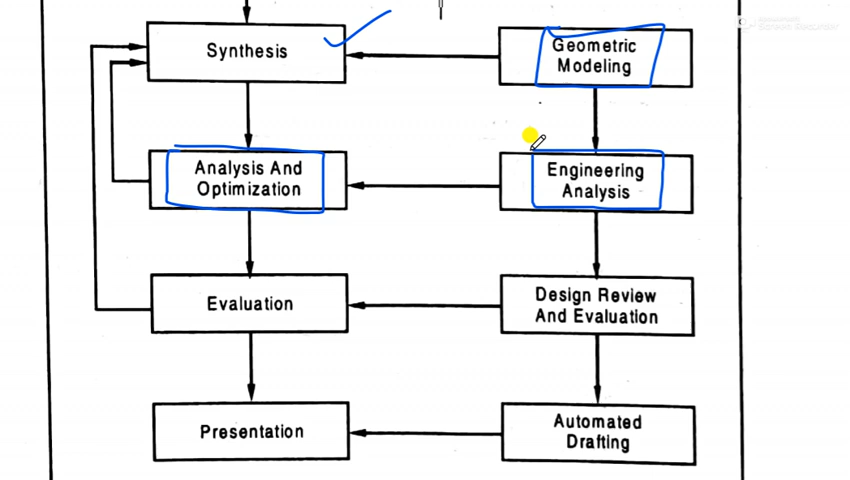 Synthesis
Geometric
Modeling
Analysis And
Optimization
Engineering
Analysis
Evaluation
Design Review
And Evaluation
Presentation
Automated
Drafting